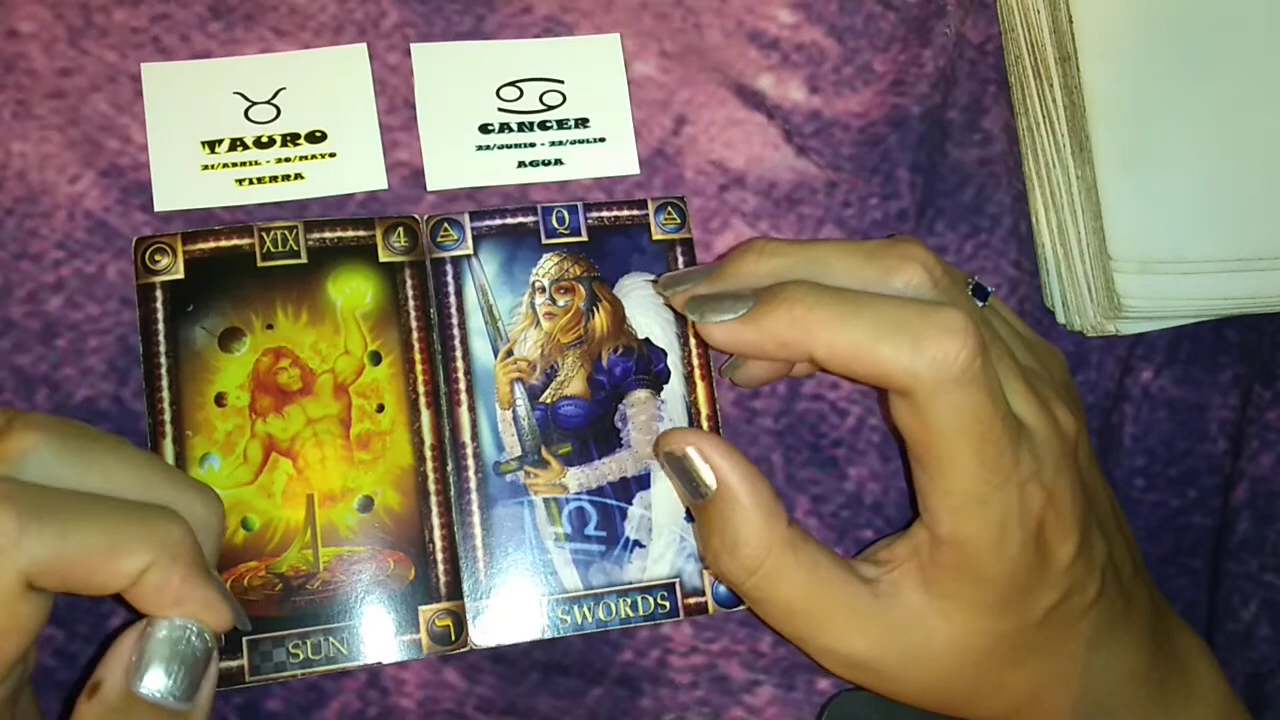 TAURO
21/ABRIL - 20/MAYO
TIERRA
CANCER
22/JUNIO - 22/JULIO
AGUA
XIX
4
Q
SUN
SWORDS